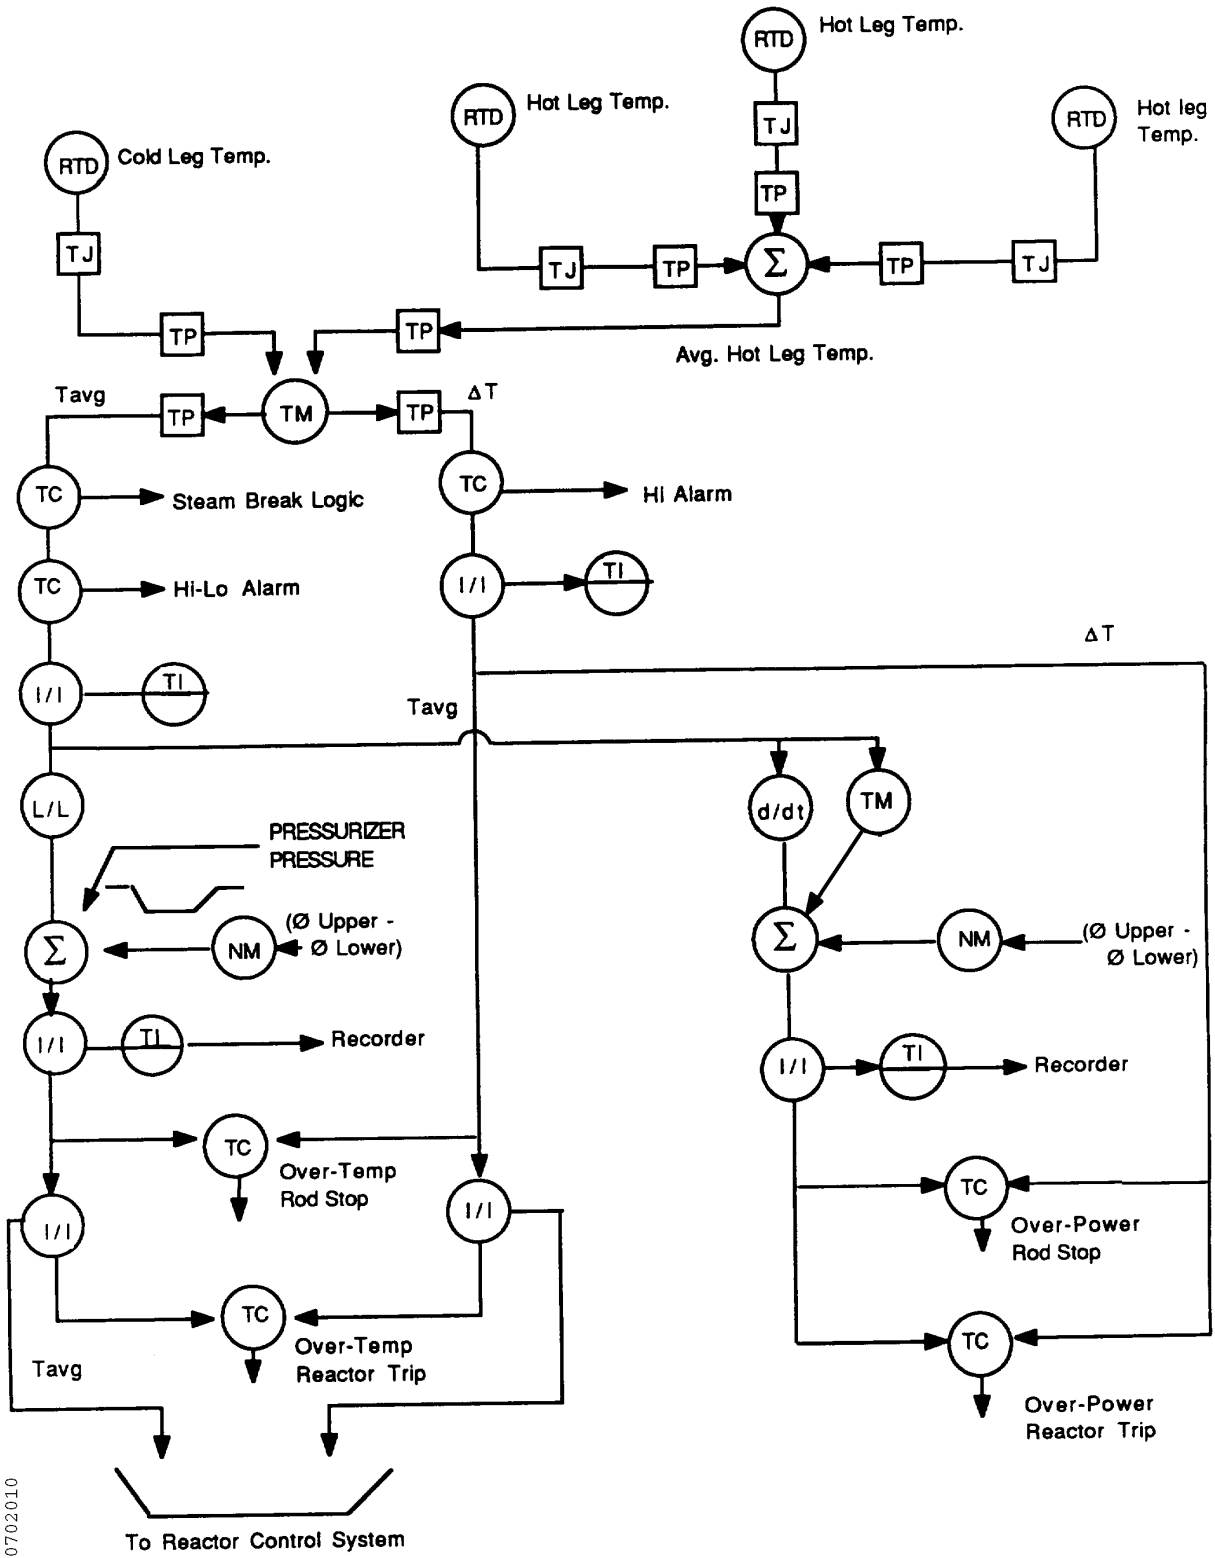 Hot Leg Temp.
RTD
Hot Leg Temp.
RTD
Hot leg
Temp.
RTD
TJ
Cold Leg Temp.
RTD
TP
TJ
TJ
TP
Σ
TP
TJ
TP
TP
Avg. Hot Leg Temp.
Tavg
ΔT
TP
TM
TP
TC
Steam Break Logic
TC
HI Alarm
TC
Hi-Lo Alarm
I/I
TI
ΔT
I/I
TI
Tavg
L/L
d/dt
TM
PRESSURIZER
PRESSURE
Σ
NM
(Ø Upper -
Ø Lower)
Σ
NM
(Ø Upper -
Ø Lower)
I/I
TI
Recorder
I/I
TI
Recorder
TC
Over-Temp
Rod Stop
TC
Over-Power
Rod Stop
I/I
I/I
TC
Over-Temp
Reactor Trip
TC
Over-Power
Reactor Trip
Tavg
To Reactor Control System
0702010